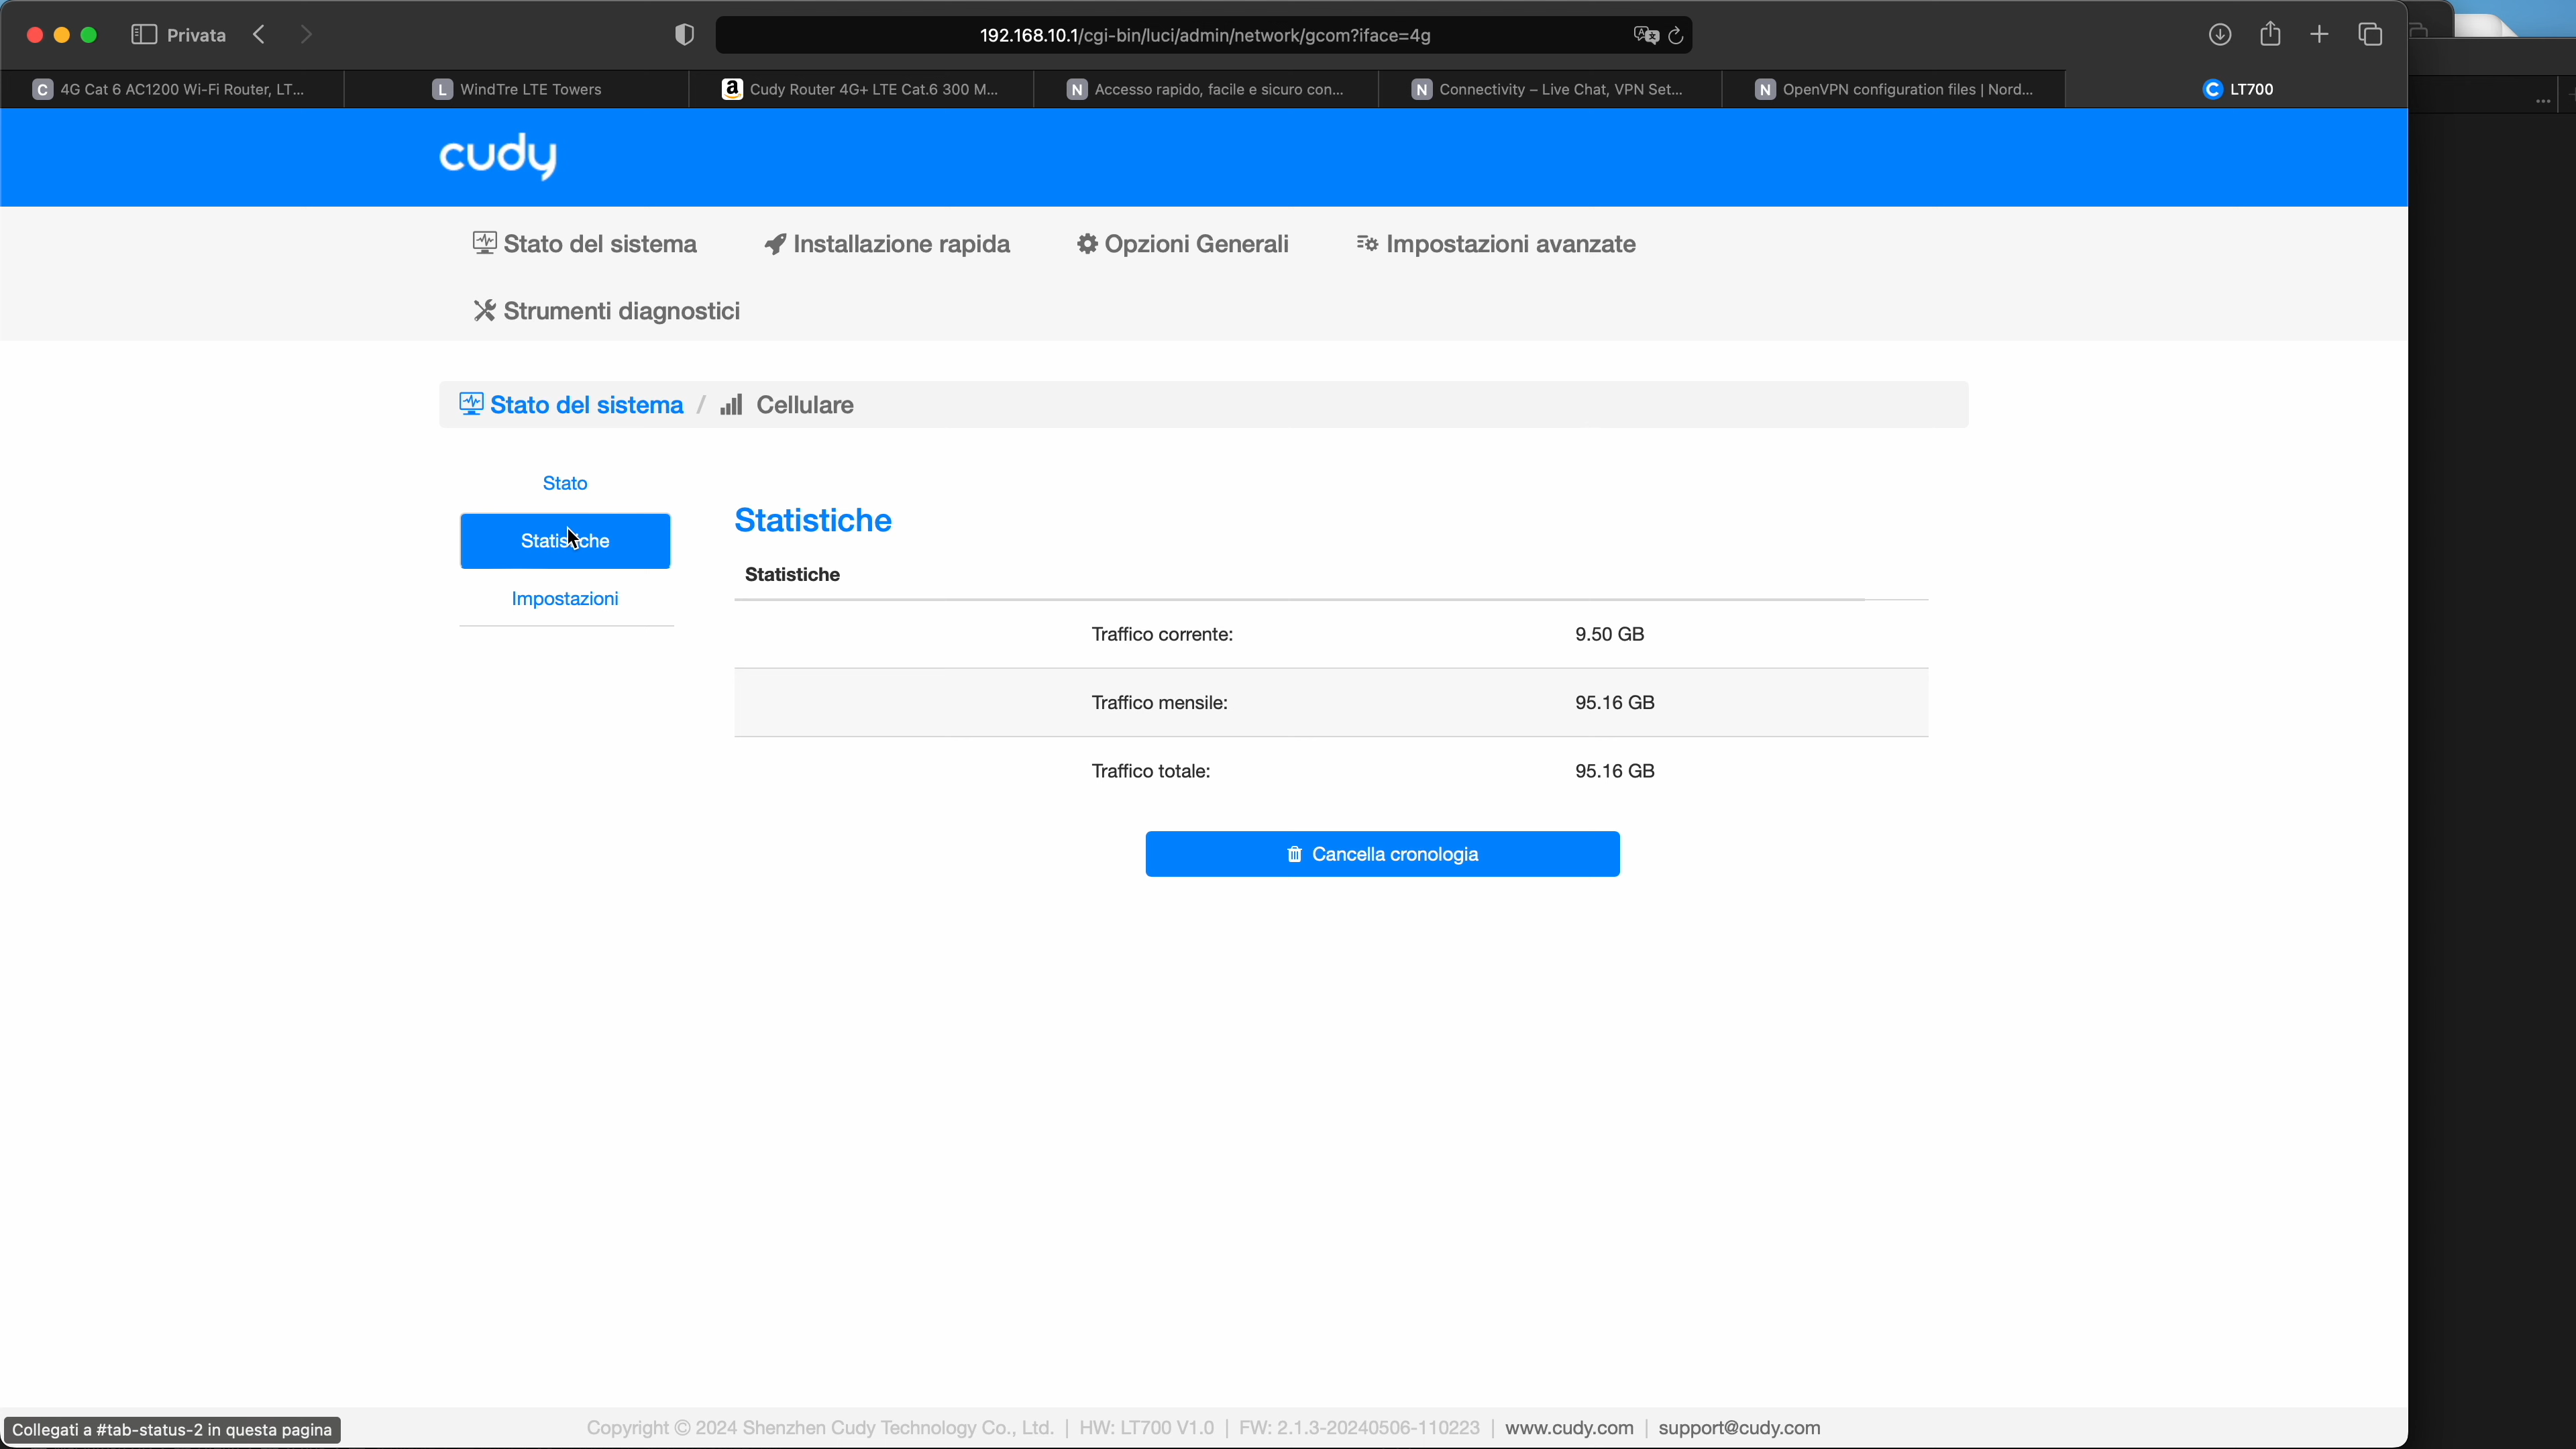 Privata
192.168.10.1/cgi-bin/luci/admin/network/gcom?iface=4g
C 4G Cat 6 AC1200 Wi-Fi Router, LT...
L WindTre LTE Towers
a Cudy Router 4G+ LTE Cat.6 300 M...
N Accesso rapido, facile e sicuro con...
N Connectivity – Live Chat, VPN Set...
N OpenVPN configuration files | Nord...
C LT700
cudy
Stato del sistema
Installazione rapida
Opzioni Generali
Impostazioni avanzate
Strumenti diagnostici
Stato del sistema / Cellulare
Stato
Statistiche
Impostazioni
Statistiche
Statistiche
Traffico corrente: 9.50 GB
Traffico mensile: 95.16 GB
Traffico totale: 95.16 GB
Cancella cronologia
Collegati a #tab-status-2 in questa pagina
Copyright © 2024 Shenzhen Cudy Technology Co., Ltd. | HW: LT700 V1.0 | FW: 2.1.3-20240506-110223 | www.cudy.com | support@cudy.com